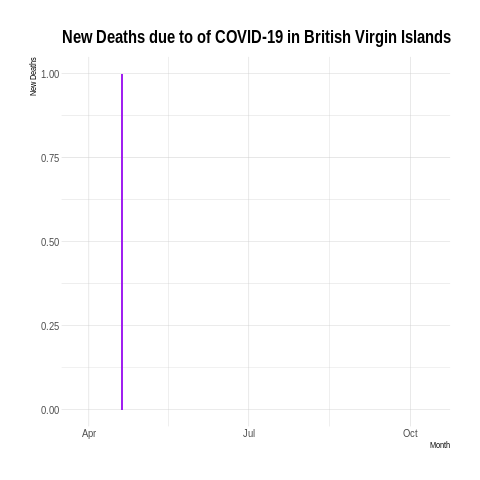 New Deaths due to of COVID-19 in British Virgin Islands
New Deaths
1.00
0.75
0.50
0.25
0.00
Apr Jul Oct
Month